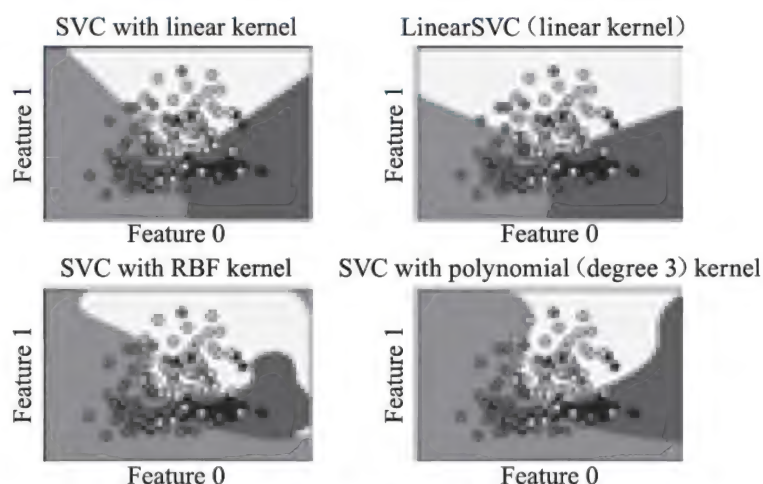 SVC with linear kernel
LinearSVC（linear kernel）
Feature 1
Feature 1
Feature 0
Feature 0
SVC with RBF kernel
SVC with polynomial（degree 3）kernel
Feature 1
Feature 1
Feature 0
Feature 0